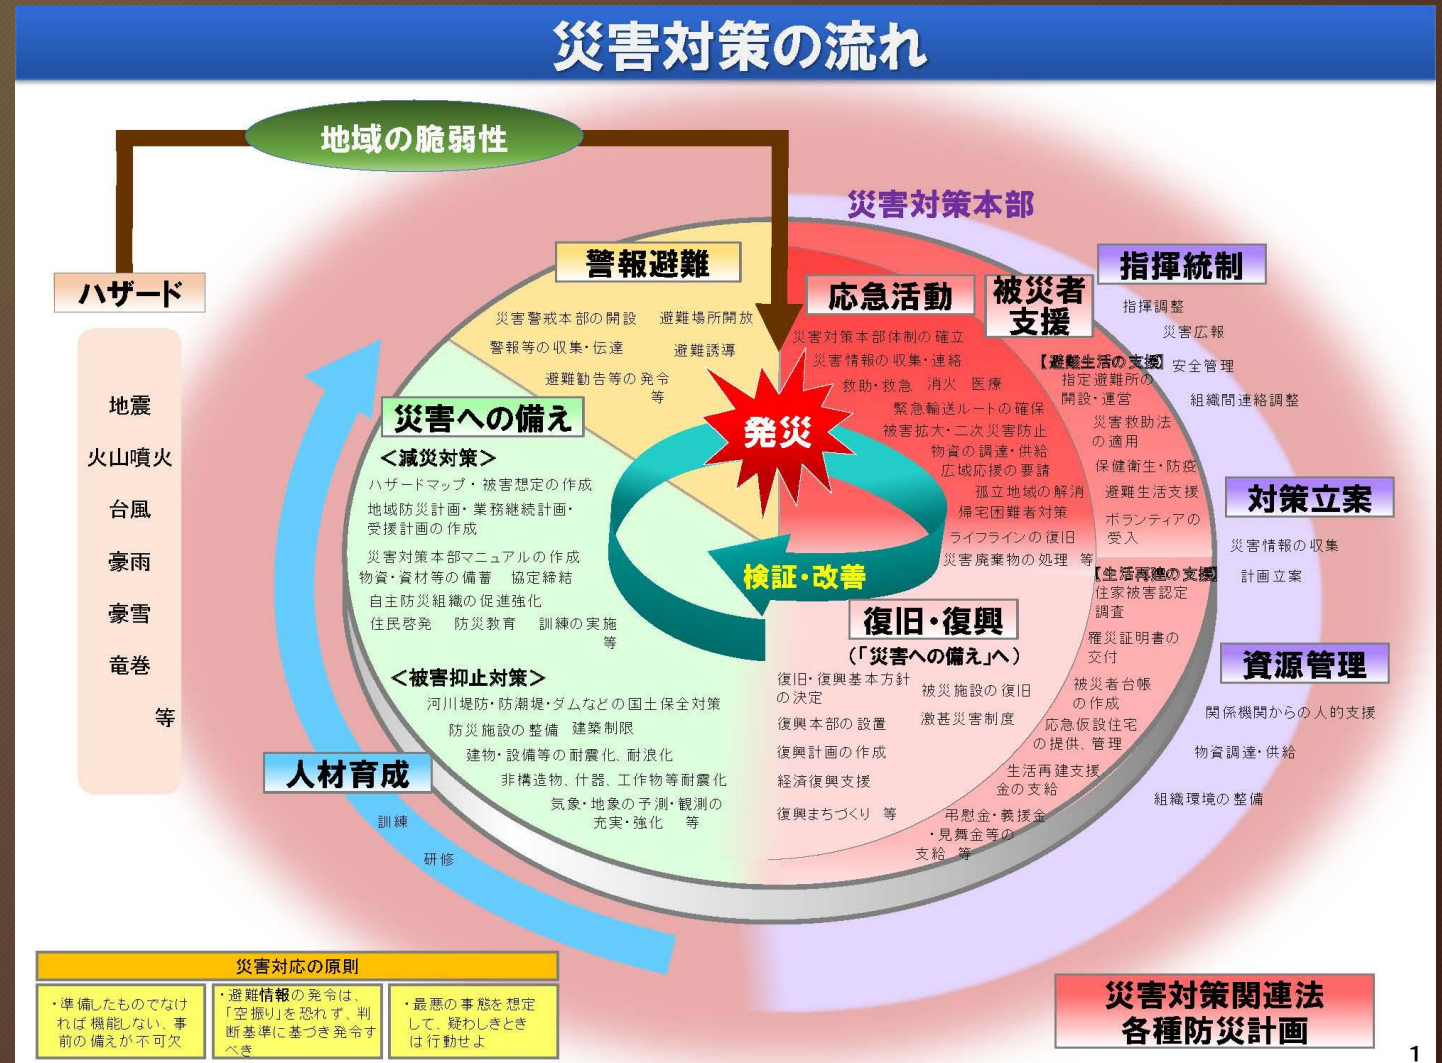 災害対策の流れ
地域の脆弱性
災害対策本部
ハザード
地震
火山噴火
台風
豪雨
豪雪
竜巻
等
警報避難
災害警戒本部の開設
避難場所開放
警報等の収集・伝達
避難誘導
避難勧告等の発令
等
災害への備え
<減災対策>
ハザードマップ・被害想定の作成
地域防災計画・業務継続計画・
受援計画の作成
災害対策本部マニュアルの作成
物資・資材等の備蓄 協定締結
自主防災組織の促進強化
住民啓発 防災教育 訓練の実施
等
<被害抑止対策>
河川堤防・防潮堤・ダムなどの国土保全対策
防災施設の整備 建築制限
建物・設備等の耐震化、耐浪化
非構造物、什器、工作物等耐震化
気象・地象の予測・観測の
充実・強化 等
人材育成
訓練
研修
発災
検証・改善
応急活動
災害対策本部体制の確立
災害情報の収集・連絡
救助・救急 消火 医療
緊急輸送ルートの確保
被害拡大・二次災害防止
物資の調達・供給
広域応援の要請
孤立地域の解消
帰宅困難者対策
ライフラインの復旧
災害廃棄物の処理 等
被災者
支援
【避難生活の支援】
指定避難所の
開設・運営
災害救助法
の適用
保健衛生・防疫
避難生活支援
ボランティアの
受入
【生活再建の支援】
住家被害認定
調査
罹災証明書の
交付
被災者台帳
の作成
応急仮設住宅
の提供、管理
生活再建支援
金の支給
弔慰金・義援金
・見舞金等の
支給 等
復旧・復興
(「災害への備え」へ)
復旧・復興基本方針
の決定
被災施設の復旧
復興本部の設置
激甚災害制度
復興計画の作成
経済復興支援
復興まちづくり 等
指揮統制
指揮調整
災害広報
安全管理
組織間連絡調整
対策立案
災害情報の収集
計画立案
資源管理
関係機関からの人的支援
物資調達・供給
組織環境の整備
災害対応の原則
・準備したものでなけ
れば機能しない、事
前の備えが不可欠
・避難情報の発令は、
「空振り」を恐れず、判
断基準に基づき発令す
べき
・最悪の事態を想定
して、疑わしきとき
は行動せよ
災害対策関連法
各種防災計画
1